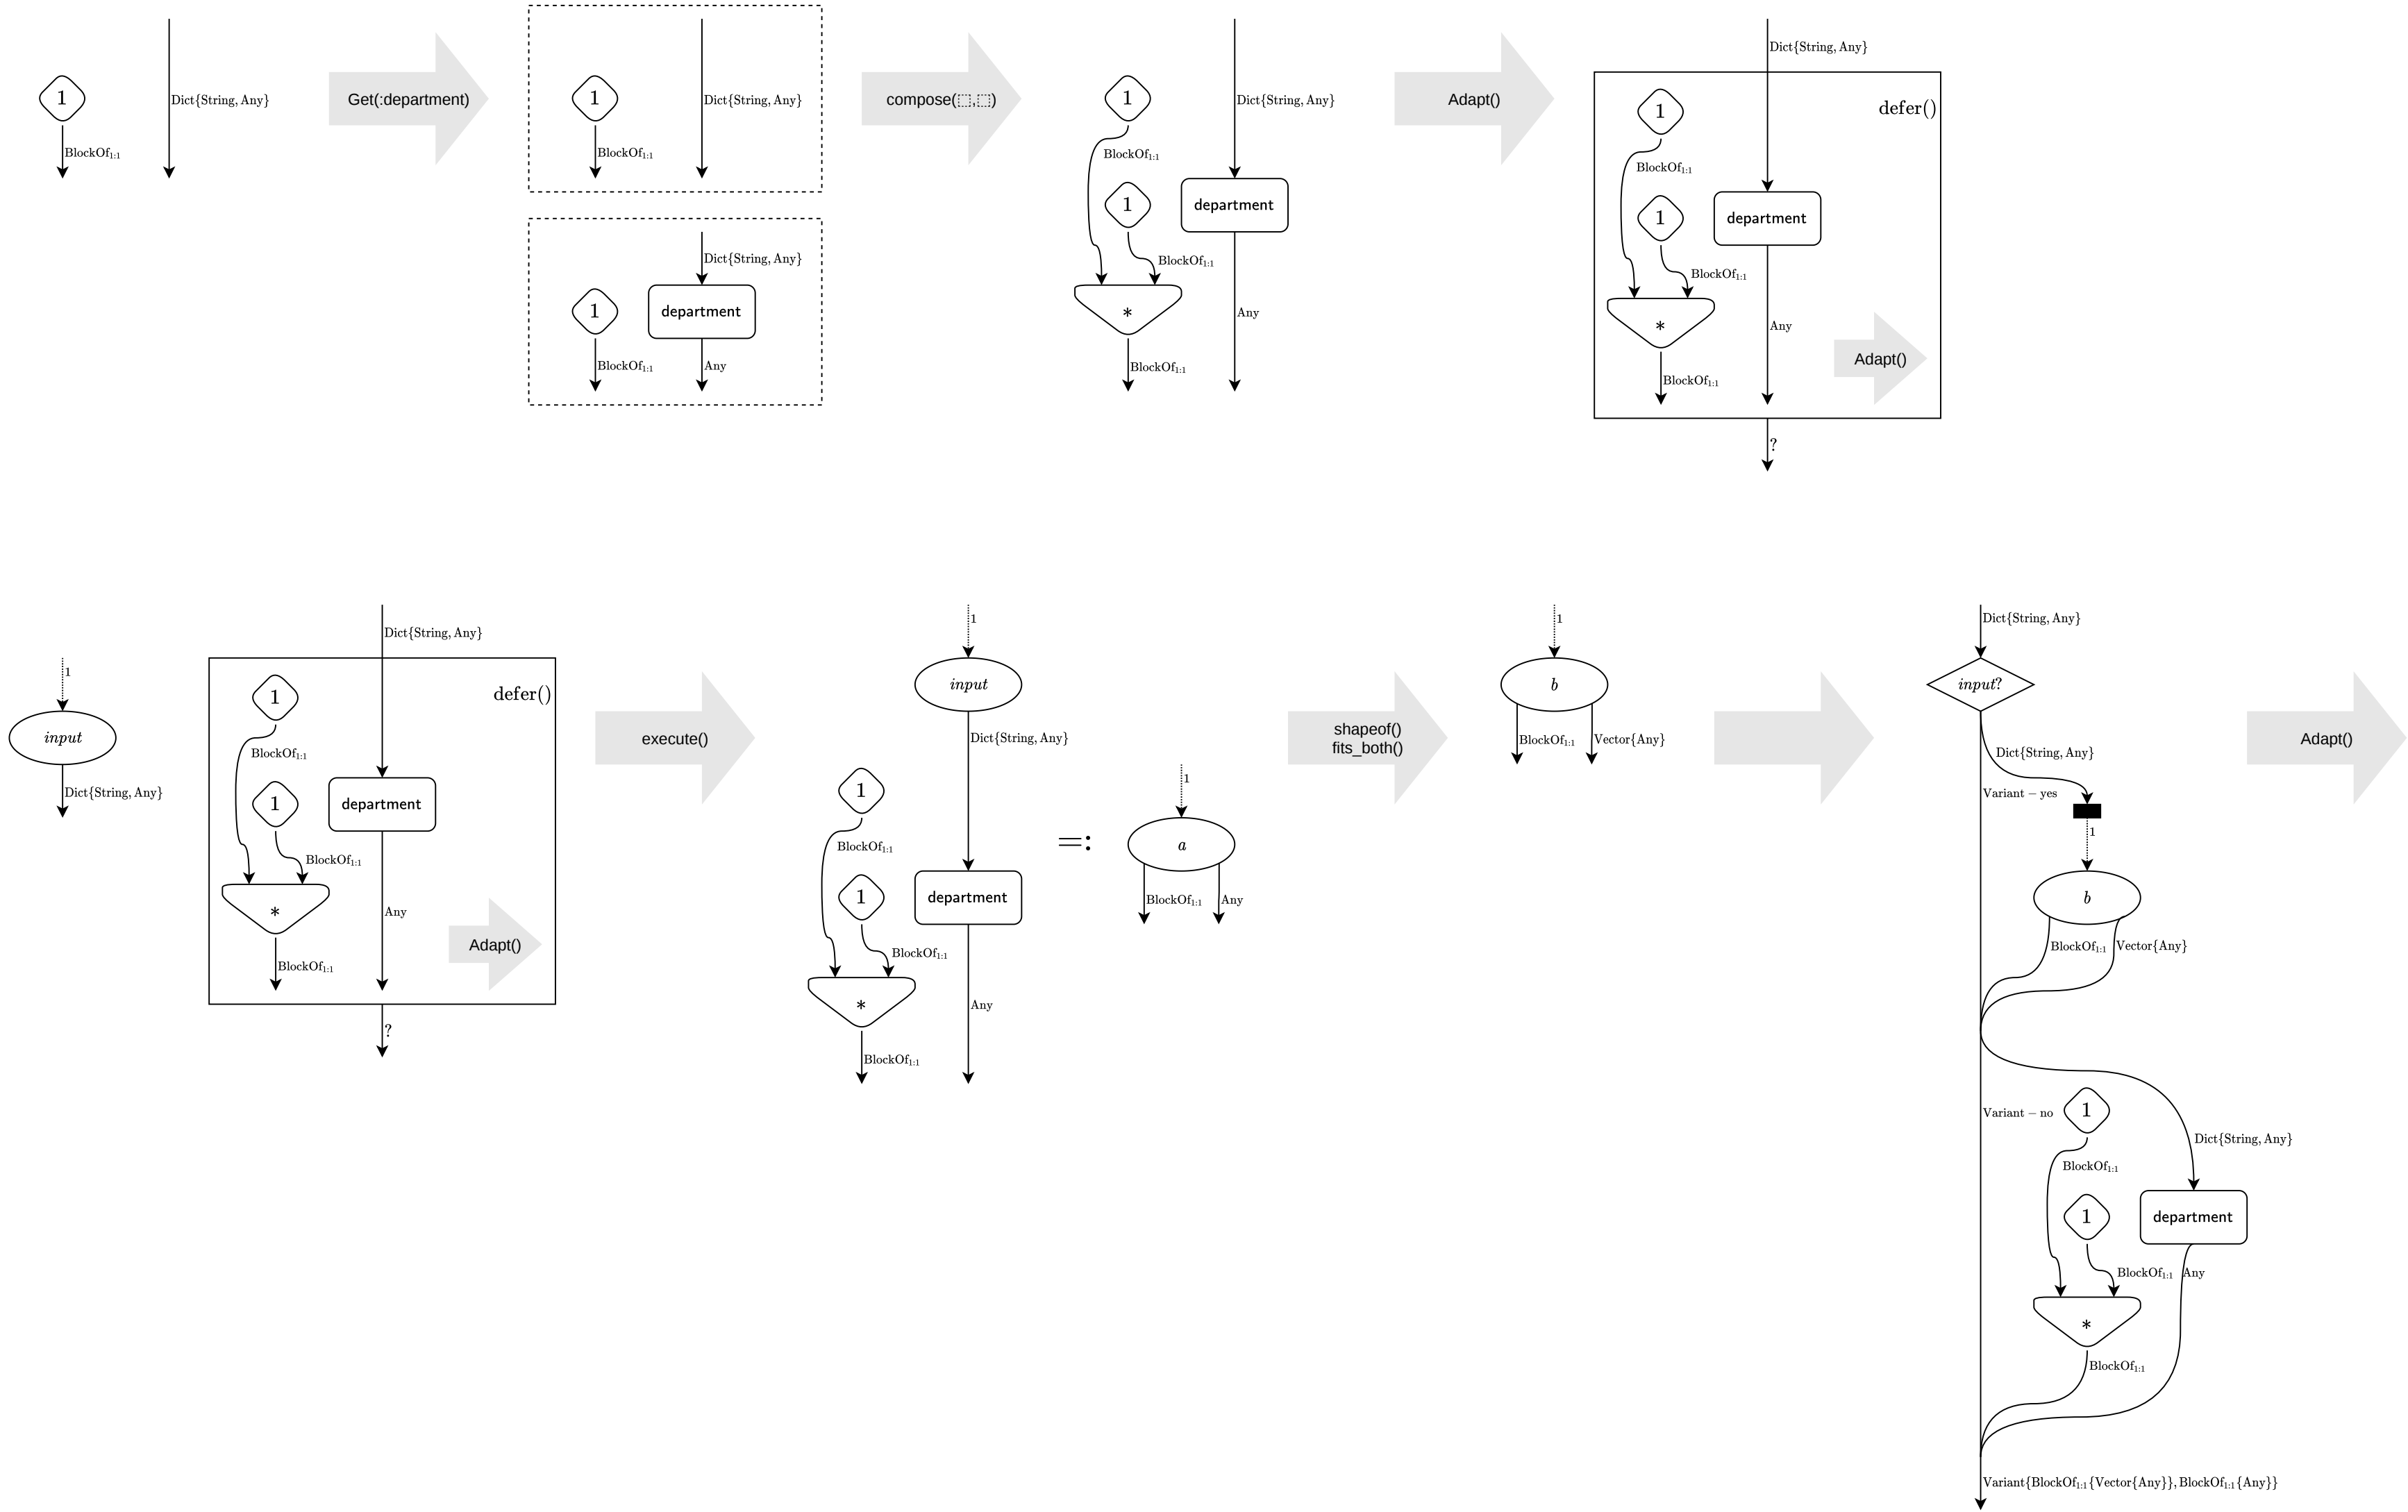 1
BlockOf1:1
Dict{String, Any}
Get(:department)
1
BlockOf1:1
Dict{String, Any}
1
BlockOf1:1
Dict{String, Any}
department
Any
compose(⬚,⬚)
1
BlockOf1:1
1
BlockOf1:1
*
BlockOf1:1
Dict{String, Any}
department
Any
Adapt()
Dict{String, Any}
defer()
1
BlockOf1:1
1
BlockOf1:1
*
BlockOf1:1
department
Any
Adapt()
?
1
input
Dict{String, Any}
Dict{String, Any}
defer()
1
BlockOf1:1
1
BlockOf1:1
*
BlockOf1:1
department
Any
Adapt()
?
execute()
1
input
Dict{String, Any}
1
BlockOf1:1
1
BlockOf1:1
*
BlockOf1:1
department
Any
=:
1
a
BlockOf1:1
Any
shapeof()
fits_both()
1
b
BlockOf1:1
Vector{Any}
Dict{String, Any}
input?
Dict{String, Any}
Variant – yes
1
b
BlockOf1:1
Vector{Any}
Variant – no
1
Dict{String, Any}
BlockOf1:1
1
department
BlockOf1:1
Any
*
BlockOf1:1
Variant{BlockOf1:1{Vector{Any}}, BlockOf1:1{Any}}
Adapt()